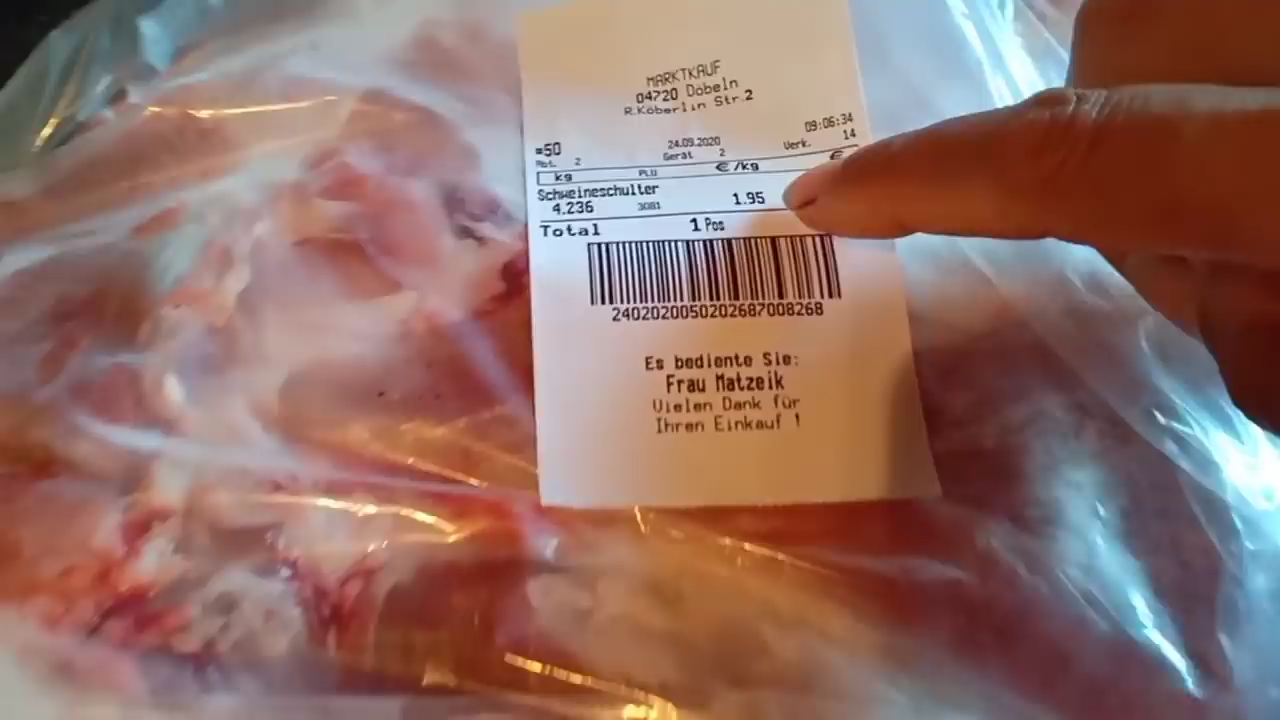 MARKTKAUF
04720 Döbeln
R.Köberlin Str.2
09:06:34
=50 24.09.2020
Abt. 2 Gerät 2 Verk. 14
kg PLU €/kg €
Schweineschulter
4.236 3081 1.95
Total 1 Pos
2402020050202687008268
Es bediente Sie:
Frau Matzeik
Vielen Dank für
Ihren Einkauf !